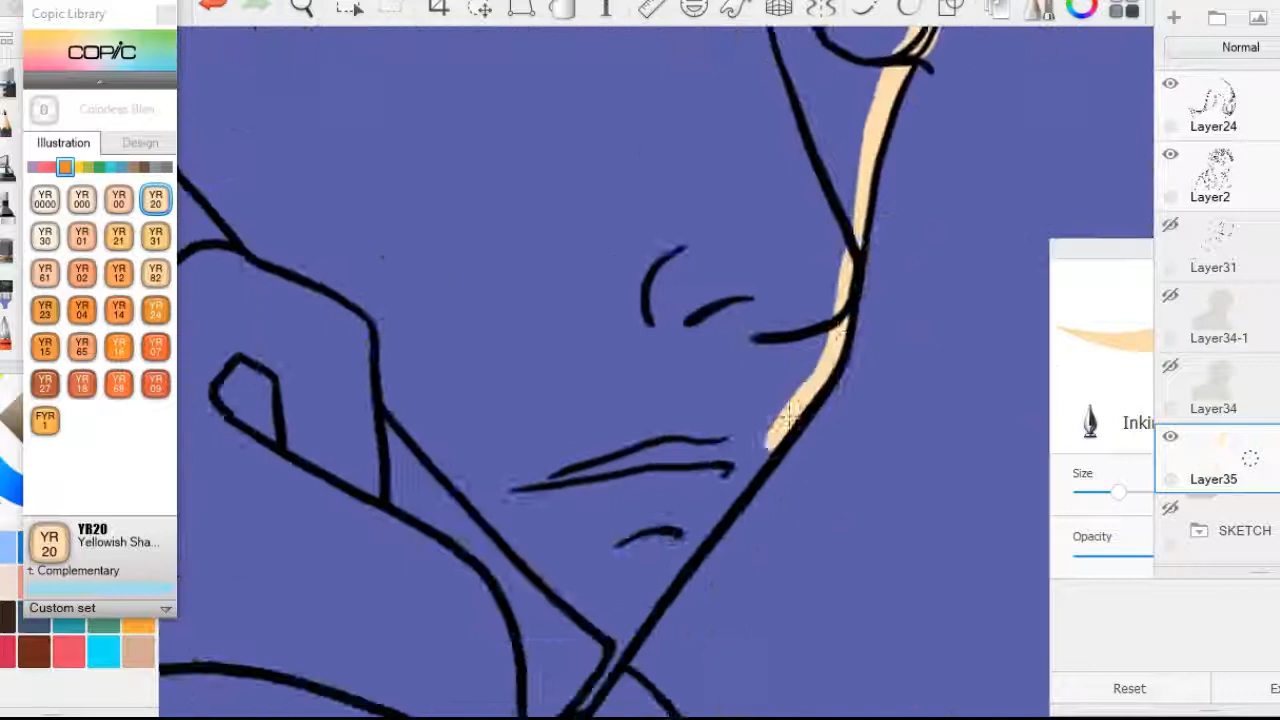 Copic Library
COPIC
0 Colorless Blen...
Illustration Design
YR 0000 YR 000 YR 00 YR 20
YR 30 YR 01 YR 21 YR 31
YR 61 YR 02 YR 12 YR 82
YR 23 YR 04 YR 14 YR 24
YR 15 YR 65 YR 16 YR 07
YR 27 YR 18 YR 68 YR 09
FYR 1
YR 20
YR20
Yellowish Sha...
Complementary
Custom set
Normal
Layer24
Layer2
Layer31
Layer34-1
Layer34
Layer35
SKETCH
Inki
Size
Opacity
Reset